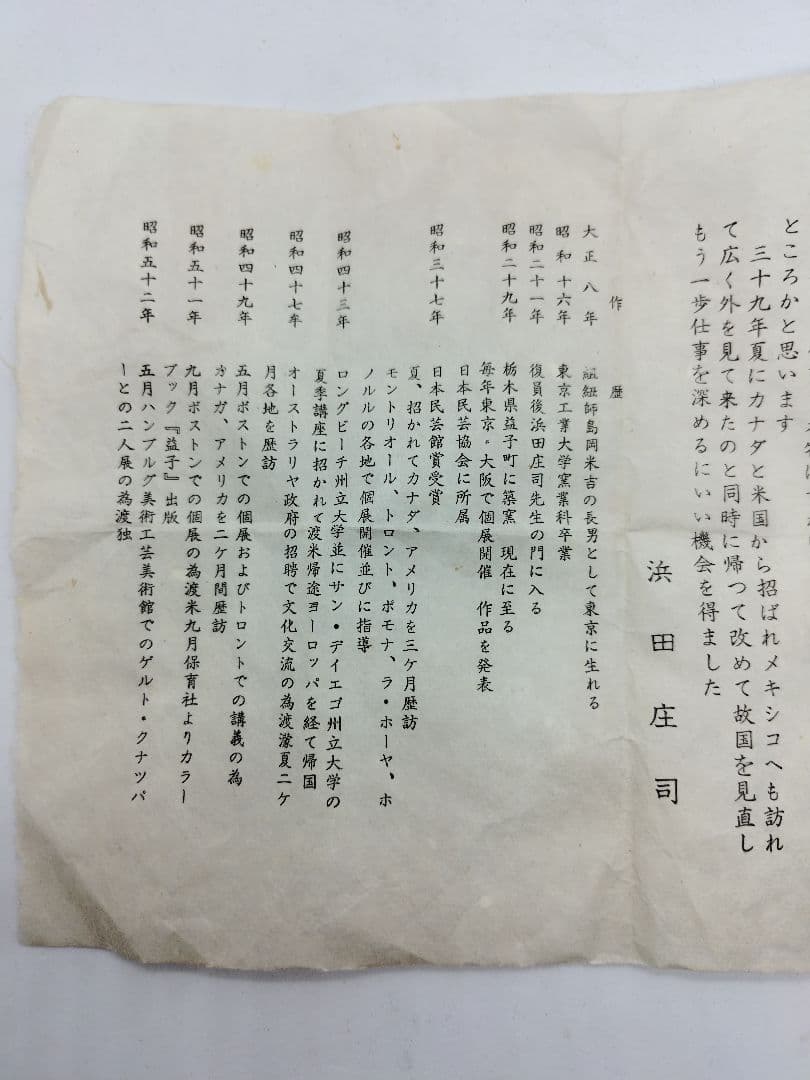 ところかと思います
三十九年夏にカナダと米国から招ばれメキシコへも訪れ
て広く外を見て来たのと同時に帰つて改めて故国を見直し
もう一歩仕事を深めるにいい機会を得ました
浜田庄司
作歴
大正八年 組紐師島岡米吉の長男として東京に生れる
昭和十六年 東京工業大学窯業科卒業
昭和二十一年 復員後浜田庄司先生の門に入る
昭和二十九年 栃木県益子町に築窯 現在に至る
毎年東京・大阪で個展開催 作品を発表
日本民芸協会に所属
昭和三十七年 日本民芸館賞受賞
夏、招かれてカナダ、アメリカを三ケ月歴訪
モントリオール、トロント、ポモナ、ラ・ホーヤ、ホ
ノルルの各地で個展開催並びに指導
昭和四十三年 ロングビーチ州立大学並にサン・デイエゴ州立大学の
夏季講座に招かれて渡米帰途ヨーロッパを経て帰国
昭和四十七年 オーストラリヤ政府の招聘で文化交流の為渡濠夏二ケ
月各地を歴訪
昭和四十九年 五月ボストンでの個展およびトロントでの講義の為
カナダ、アメリカを二ケ月間歴訪
昭和五十一年 九月ボストンでの個展の為渡米九月保育社よりカラー
ブック『益子』出版
昭和五十二年 五月ハンブルグ美術工芸美術館でのゲルト・クナツパ
ーとの二人展の為渡独